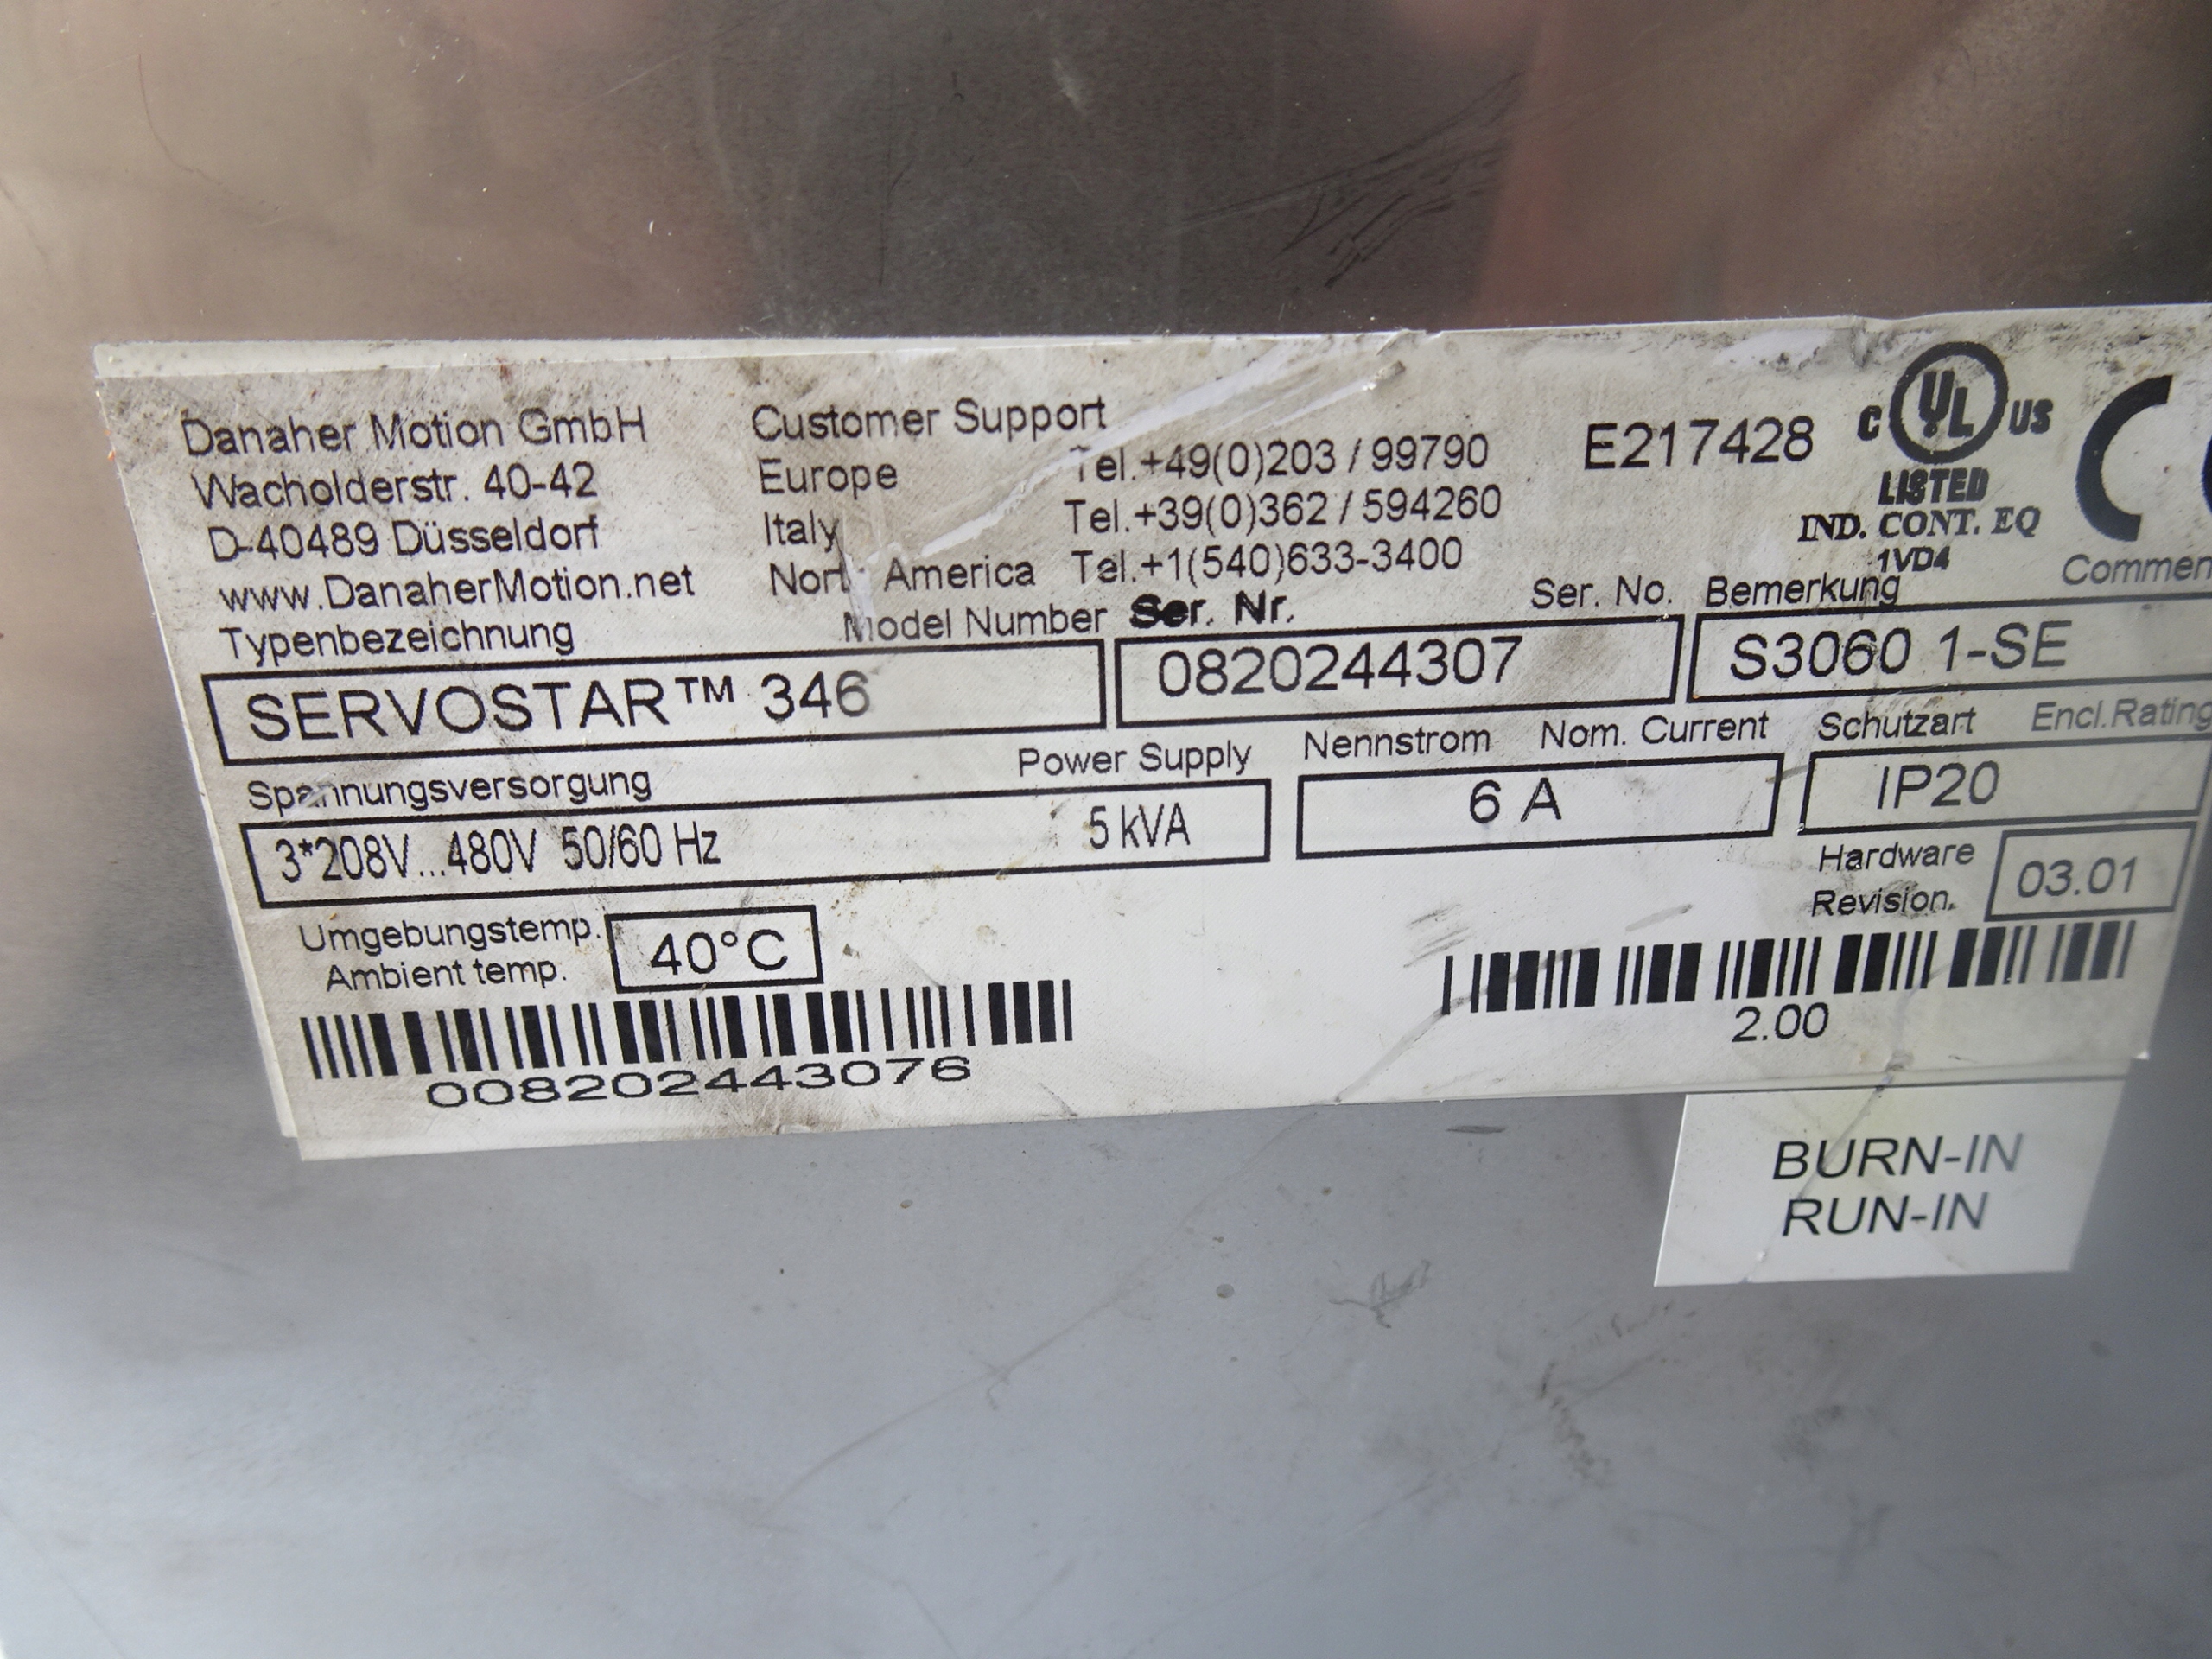 Danaher Motion GmbH
Wacholderstr. 40-42
D-40489 Düsseldorf
www.DanaherMotion.net
Customer Support
Europe Tel.+49(0)203 / 99790
Italy Tel.+39(0)362 / 594260
America Tel.+1(540)633-3400
E217428
C UL US
LISTED
IND. CONT. EQ
1VD4
CE
Typenbezeichnung Model Number Ser. Nr. Ser. No. Bemerkung
SERVOSTAR™ 346 0820244307 S3060 1-SE
Spannungsversorgung Power Supply Nennstrom Nom. Current Schutzart Encl.Rating
3*208V...480V 50/60 Hz 5 kVA 6 A IP20
Umgebungstemp.
Ambient temp. 40°C
Hardware
Revision. 03.01
008202443076
2.00
BURN-IN
RUN-IN